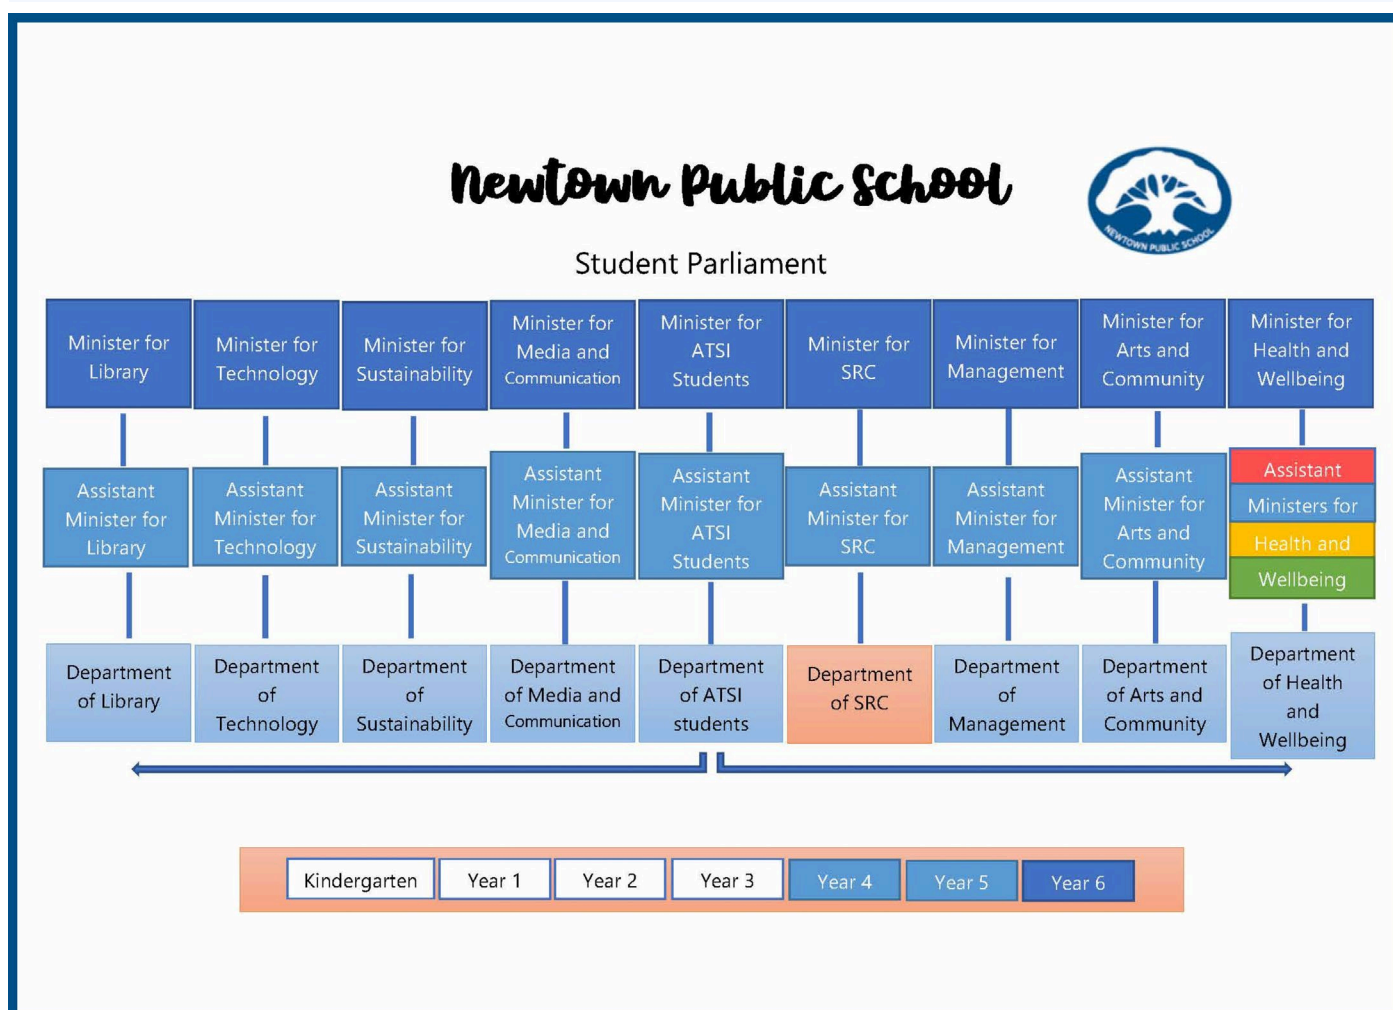 Newtown Public School
NEWTOWN PUBLIC SCHOOL
Student Parliament
Minister for
Library
Minister for
Technology
Minister for
Sustainability
Minister for
Media and
Communication
Minister for
ATSI
Students
Minister for
SRC
Minister for
Management
Minister for
Arts and
Community
Minister for
Health and
Wellbeing
Assistant
Minister for
Library
Assistant
Minister for
Technology
Assistant
Minister for
Sustainability
Assistant
Minister for
Media and
Communication
Assistant
Minister for
ATSI
Students
Assistant
Minister for
SRC
Assistant
Minister for
Management
Assistant
Minister for
Arts and
Community
Assistant
Ministers for
Health and
Wellbeing
Department
of Library
Department
of
Technology
Department
of
Sustainability
Department
of Media and
Communication
Department
of ATSI
students
Department
of SRC
Department
of
Management
Department
of Arts and
Community
Department
of Health
and
Wellbeing
Kindergarten
Year 1
Year 2
Year 3
Year 4
Year 5
Year 6